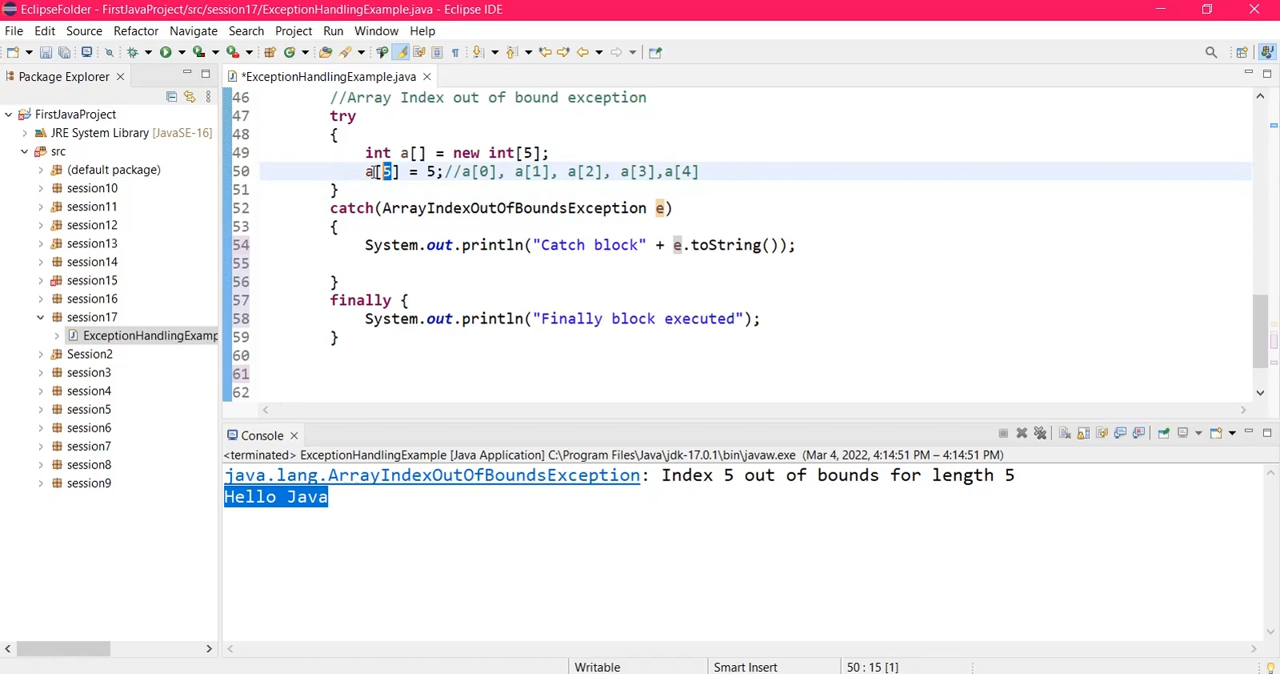 EclipseFolder - FirstJavaProject/src/session17/ExceptionHandlingExample.java - Eclipse IDE
File Edit Source Refactor Navigate Search Project Run Window Help
Package Explorer
*ExceptionHandlingExample.java
FirstJavaProject
JRE System Library [JavaSE-16]
src
(default package)
session10
session11
session12
session13
session14
session15
session16
session17
ExceptionHandlingExamp
Session2
session3
session4
session5
session6
session7
session8
session9
46 //Array Index out of bound exception
47 try
48 {
49 int a[] = new int[5];
50 a[5] = 5;//a[0], a[1], a[2], a[3],a[4]
51 }
52 catch(ArrayIndexOutOfBoundsException e)
53 {
54 System.out.println("Catch block" + e.toString());
55
56 }
57 finally {
58 System.out.println("Finally block executed");
59 }
60
61
62
Console
<terminated> ExceptionHandlingExample [Java Application] C:\Program Files\Java\jdk-17.0.1\bin\javaw.exe (Mar 4, 2022, 4:14:51 PM – 4:14:51 PM)
java.lang.ArrayIndexOutOfBoundsException: Index 5 out of bounds for length 5
Hello Java
Writable Smart Insert 50 : 15 [1]